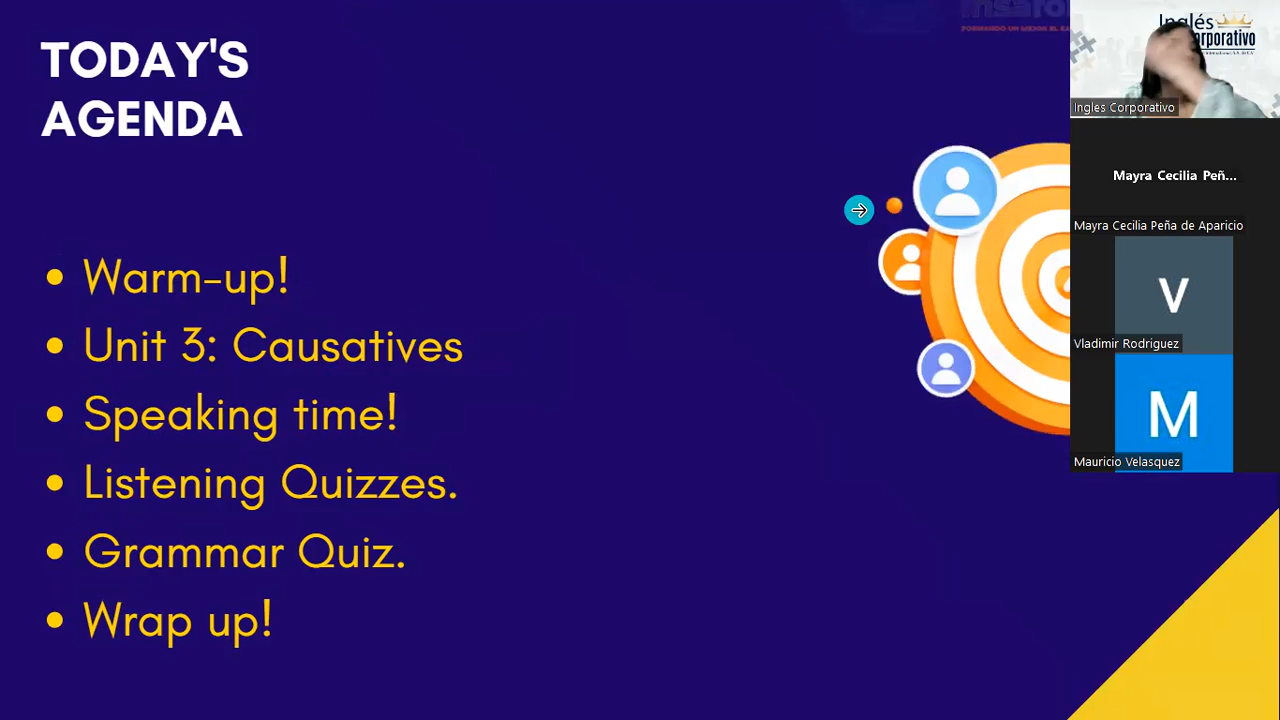 TODAY'S
AGENDA
Warm-up!
Unit 3: Causatives
Speaking time!
Listening Quizzes.
Grammar Quiz.
Wrap up!
Inglés
Corporativo
Ingles Corporativo
Mayra Cecilia Peñ...
Mayra Cecilia Peña de Aparicio
V
Vladimir Rodriguez
M
Mauricio Velasquez